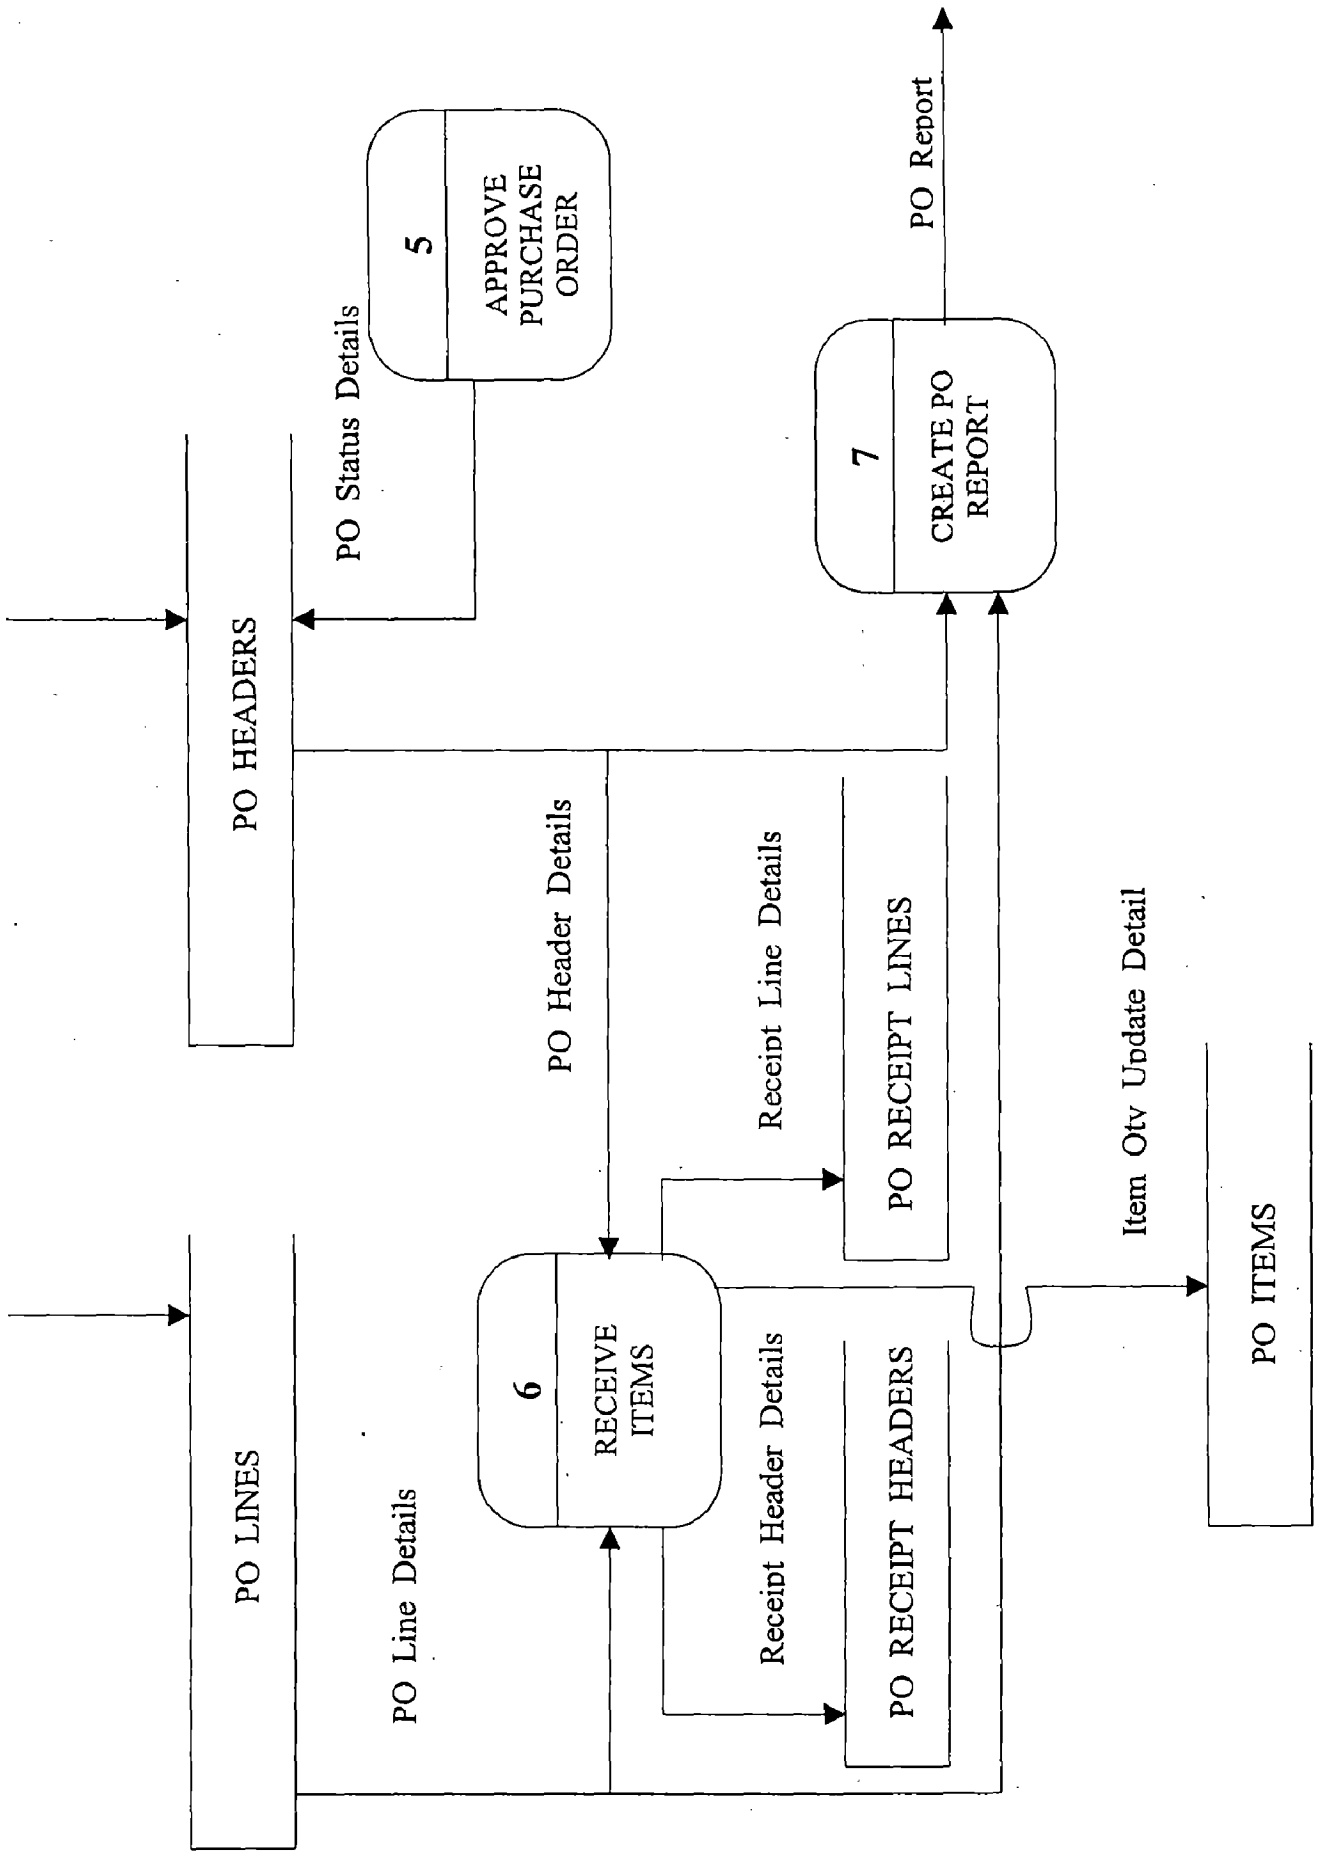 PO LINES
PO HEADERS
PO Line Details
PO Status Details
5
APPROVE
PURCHASE
ORDER
6
RECEIVE
ITEMS
PO Header Details
Receipt Header Details
Receipt Line Details
7
CREATE PO
REPORT
PO Report
PO RECEIPT HEADERS
PO RECEIPT LINES
Item Qty Update Detail
PO ITEMS